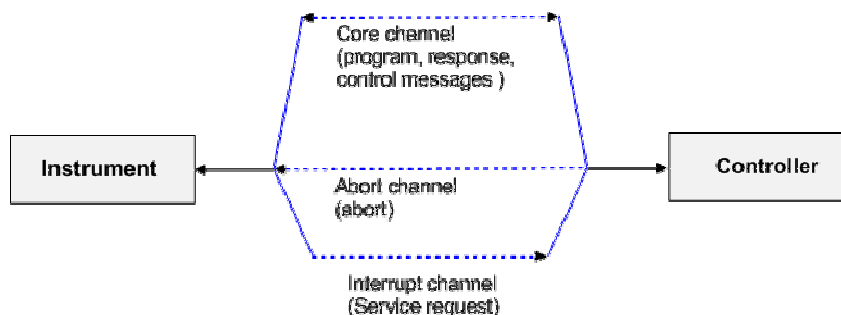 Core channel
(program, response,
control messages )
Instrument
Controller
Abort channel
(abort)
Interrupt channel
(Service request)